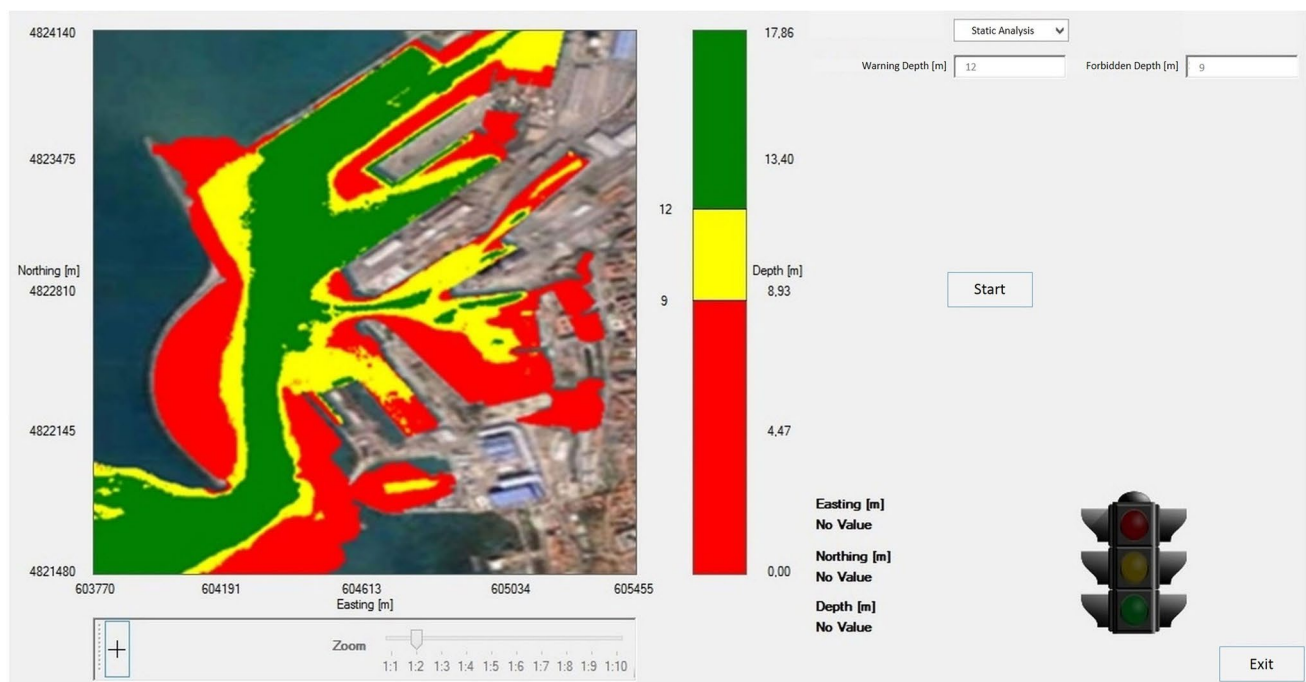 4824140
4823475
Northing [m]
4822810
4822145
4821480
603770 604191 604613 605034 605455
Easting [m]
Zoom
1:1 1:2 1:3 1:4 1:5 1:6 1:7 1:8 1:9 1:10
12
9
17,86
13,40
Depth [m]
8,93
4,47
0,00
Static Analysis
Warning Depth [m] 12 Forbidden Depth [m] 9
Start
Easting [m]
No Value
Northing [m]
No Value
Depth [m]
No Value
Exit